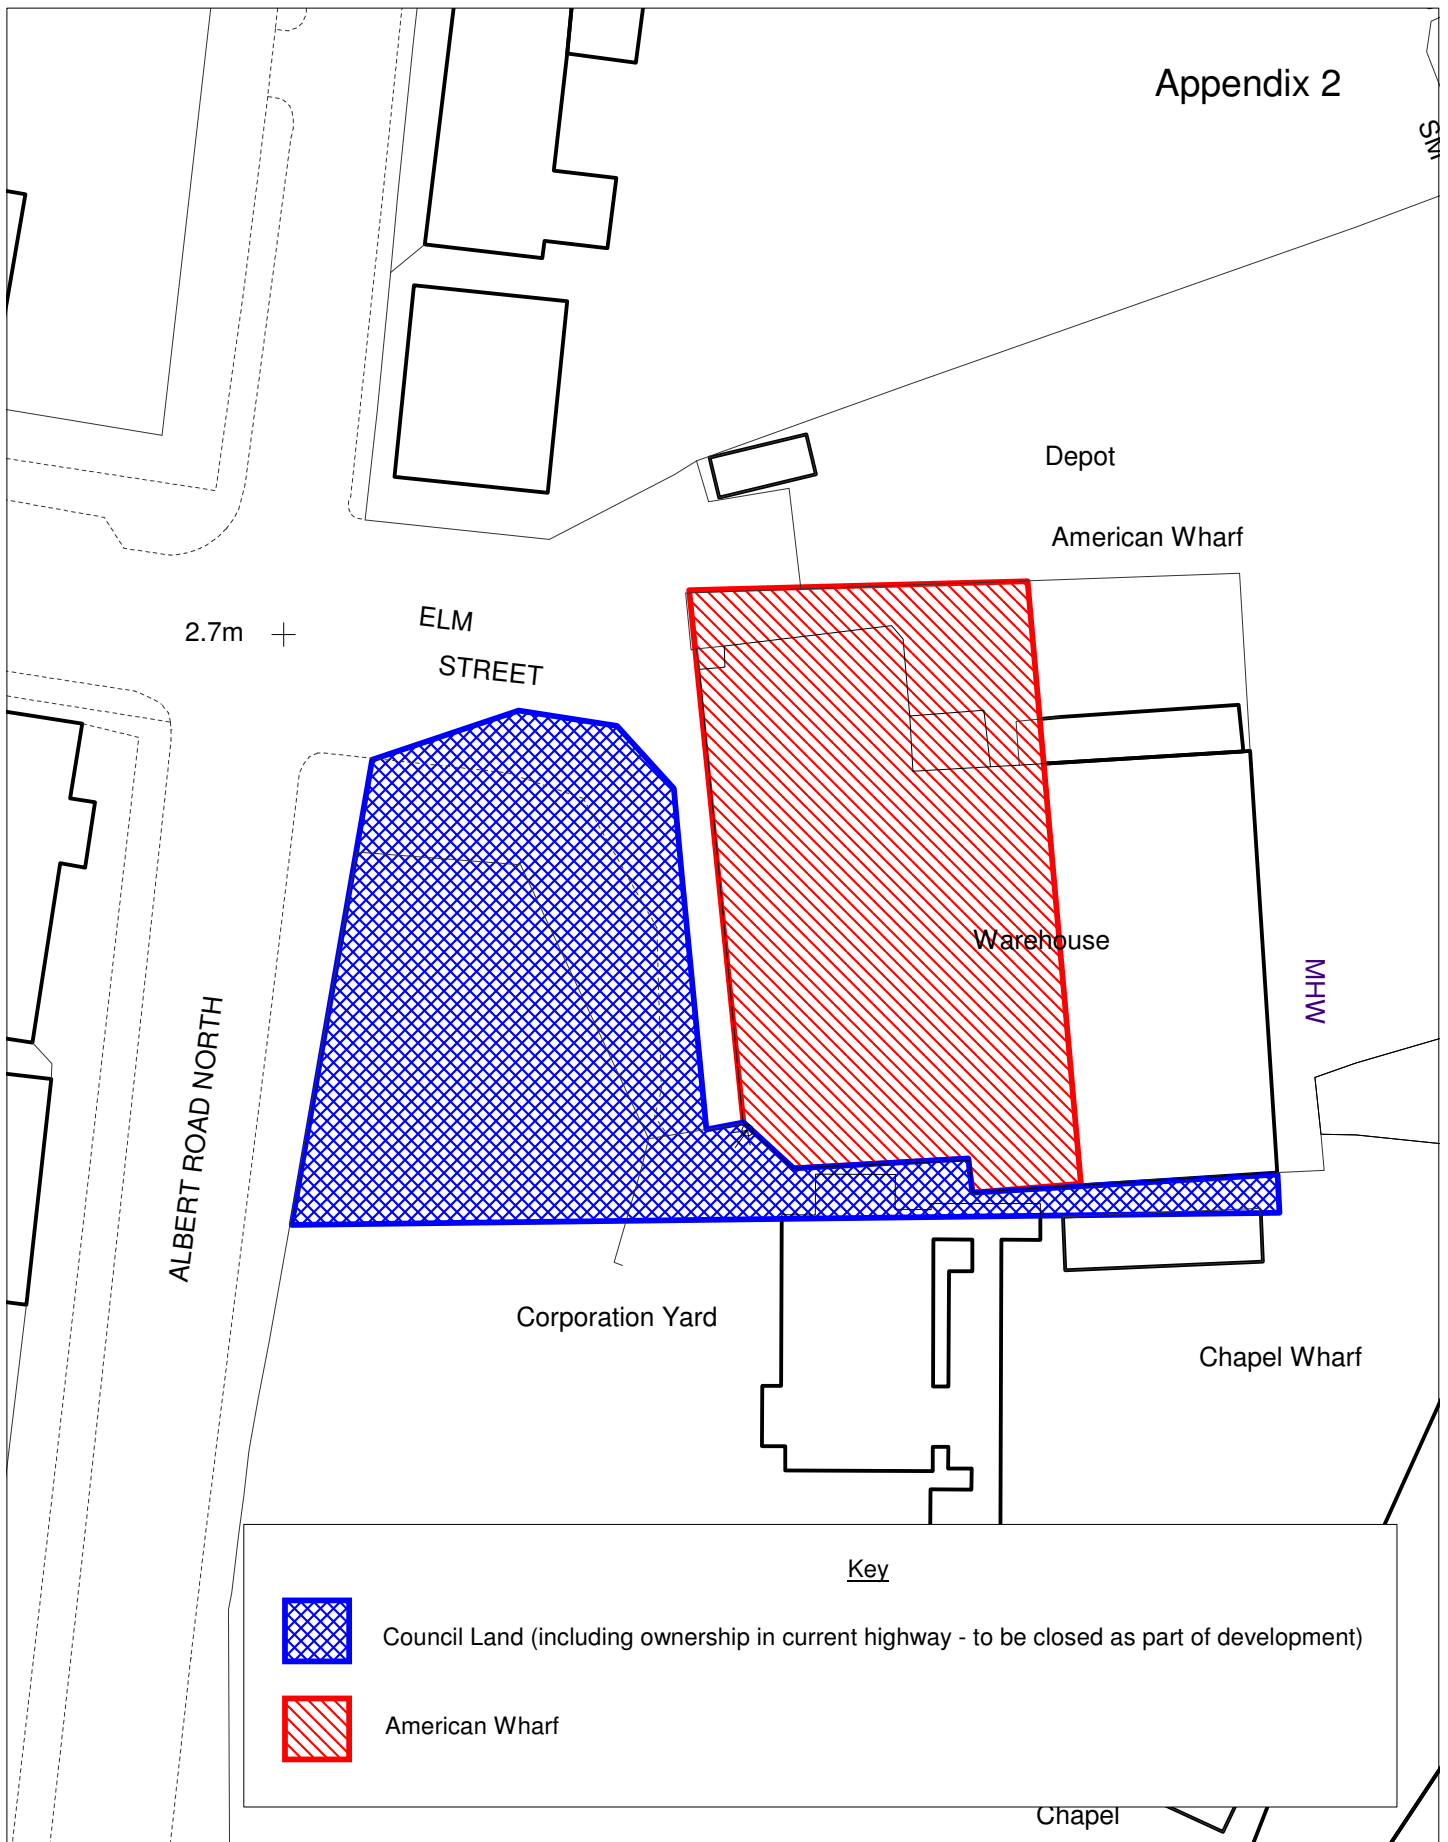 Appendix 2
SM
Depot
American Wharf
2.7m
ELM
STREET
Warehouse
MHW
ALBERT ROAD NORTH
Corporation Yard
Chapel Wharf
Key
Council Land (including ownership in current highway - to be closed as part of development)
American Wharf
Chapel